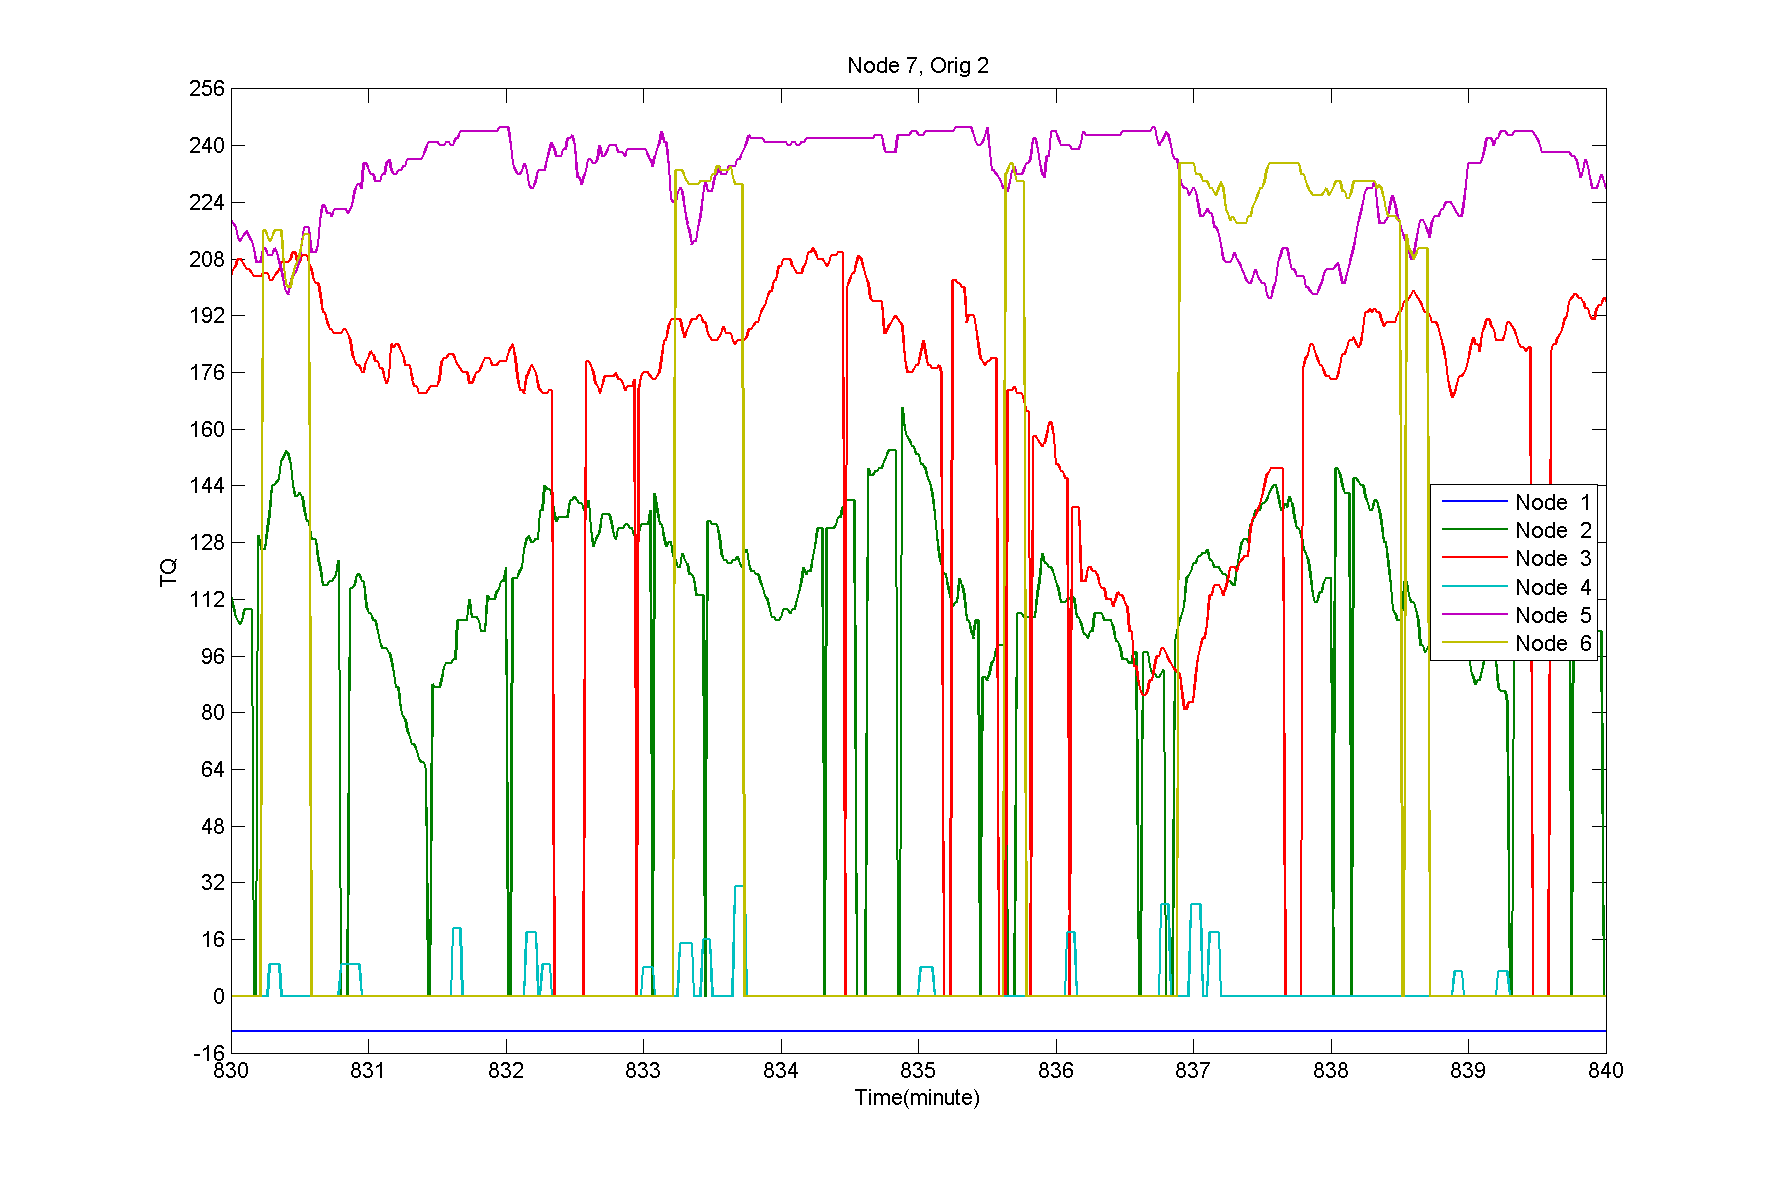 Node 7, Orig 2
256
240
224
208
192
176
160
144
128
112
96
80
64
48
32
16
0
-16
TQ
830 831 832 833 834 835 836 837 838 839 840
Time(minute)
Node 1
Node 2
Node 3
Node 4
Node 5
Node 6